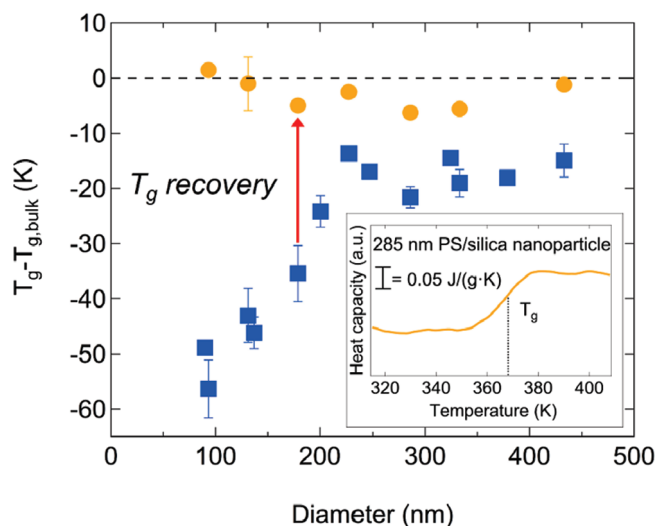 10
0
-10
-20
-30
-40
-50
-60
Tg-Tg,bulk (K)
Tg recovery
285 nm PS/silica nanoparticle
= 0.05 J/(g·K)
Tg
Heat capacity (a.u.)
320 340 360 380 400
Temperature (K)
0 100 200 300 400 500
Diameter (nm)